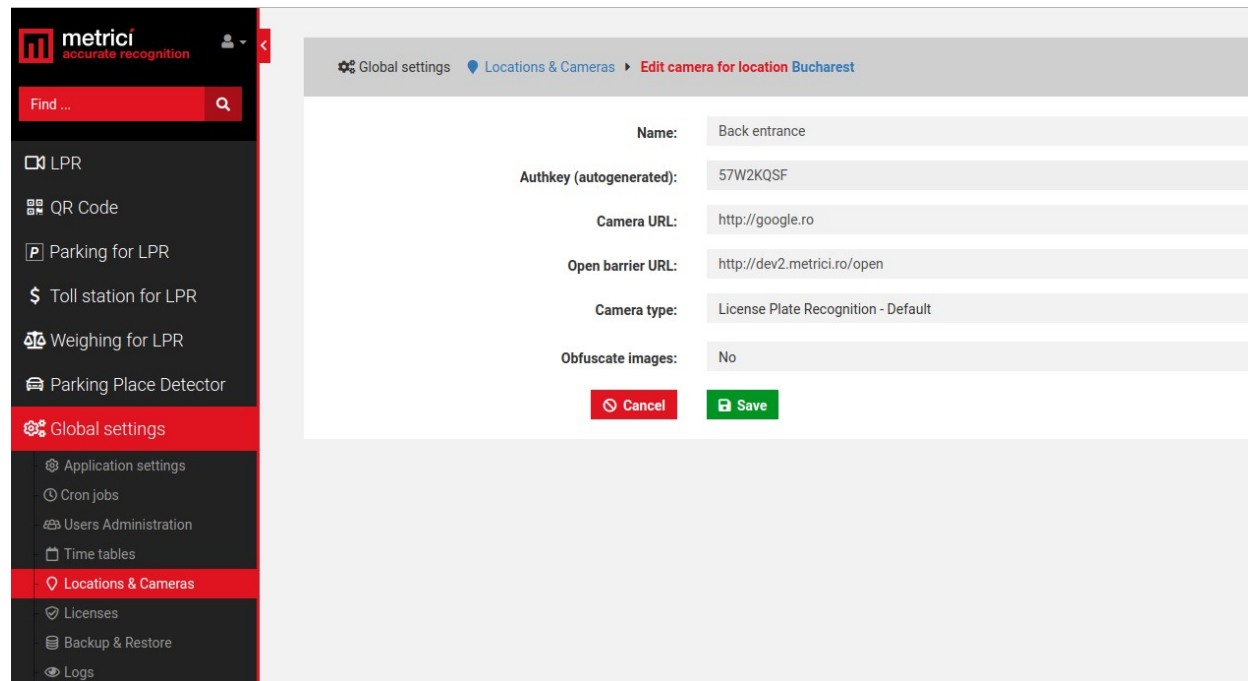 metrici
accurate recognition
Find ...
LPR
QR Code
P Parking for LPR
$ Toll station for LPR
Weighing for LPR
Parking Place Detector
Global settings
Application settings
Cron jobs
Users Administration
Time tables
Locations & Cameras
Licenses
Backup & Restore
Logs
Global settings Locations & Cameras Edit camera for location Bucharest
Name: Back entrance
Authkey (autogenerated): 57W2KQSF
Camera URL: http://google.ro
Open barrier URL: http://dev2.metrici.ro/open
Camera type: License Plate Recognition - Default
Obfuscate images: No
Cancel Save